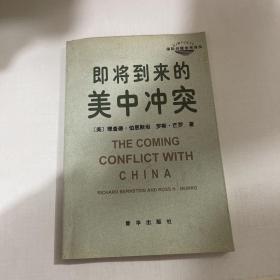 即将到来的
美中冲突
〔美〕理查德·伯恩斯坦 罗斯·芒罗 著
THE COMING
CONFLICT WITH
CHINA
RICHARD BERNSTEIN AND ROSS H. MUNRO
新华出版社